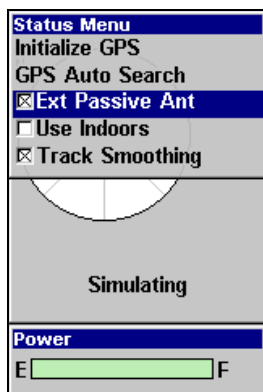 Status Menu
Initialize GPS
GPS Auto Search
Ext Passive Ant
Use Indoors
Track Smoothing
Simulating
Power
E F